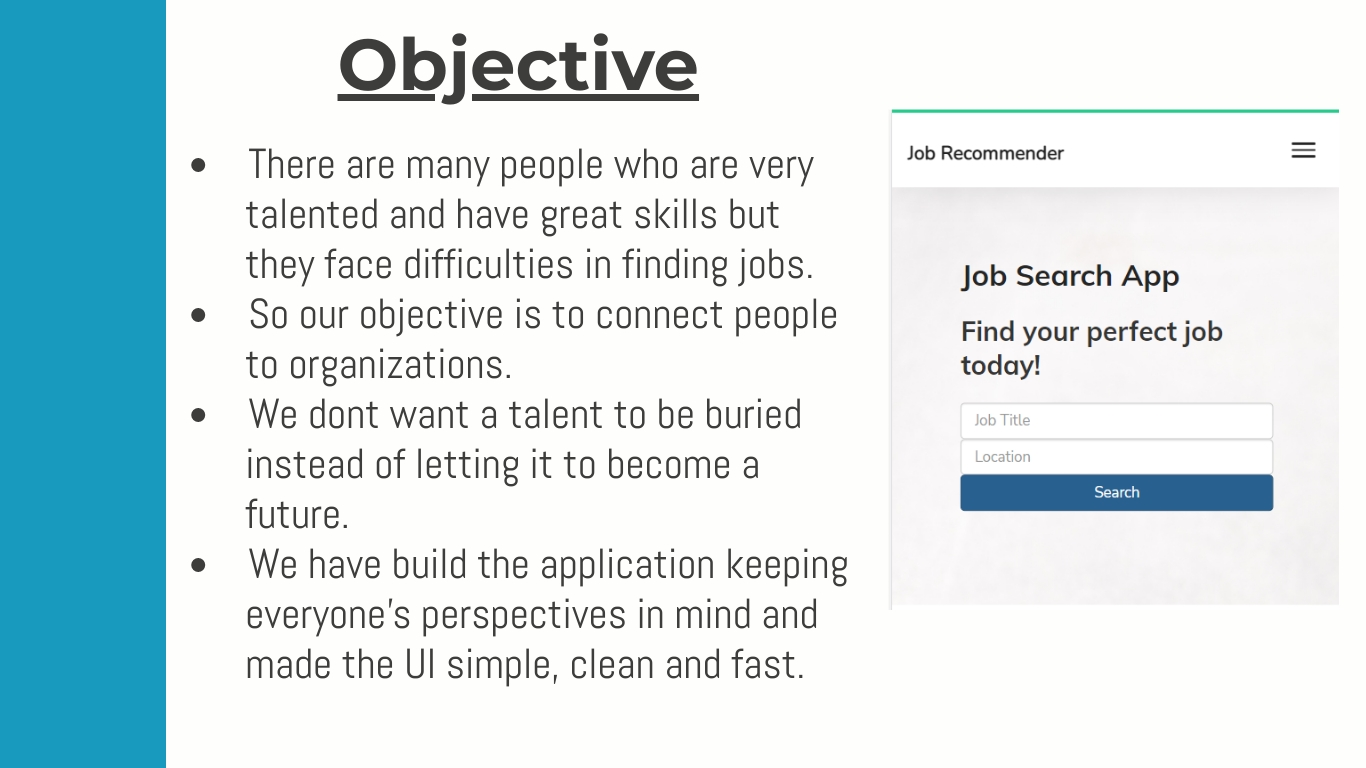 Objective
• There are many people who are very
talented and have great skills but
they face difficulties in finding jobs.
• So our objective is to connect people
to organizations.
• We dont want a talent to be buried
instead of letting it to become a
future.
• We have build the application keeping
everyone's perspectives in mind and
made the UI simple, clean and fast.
Job Recommender
Job Search App
Find your perfect job
today!
Job Title
Location
Search